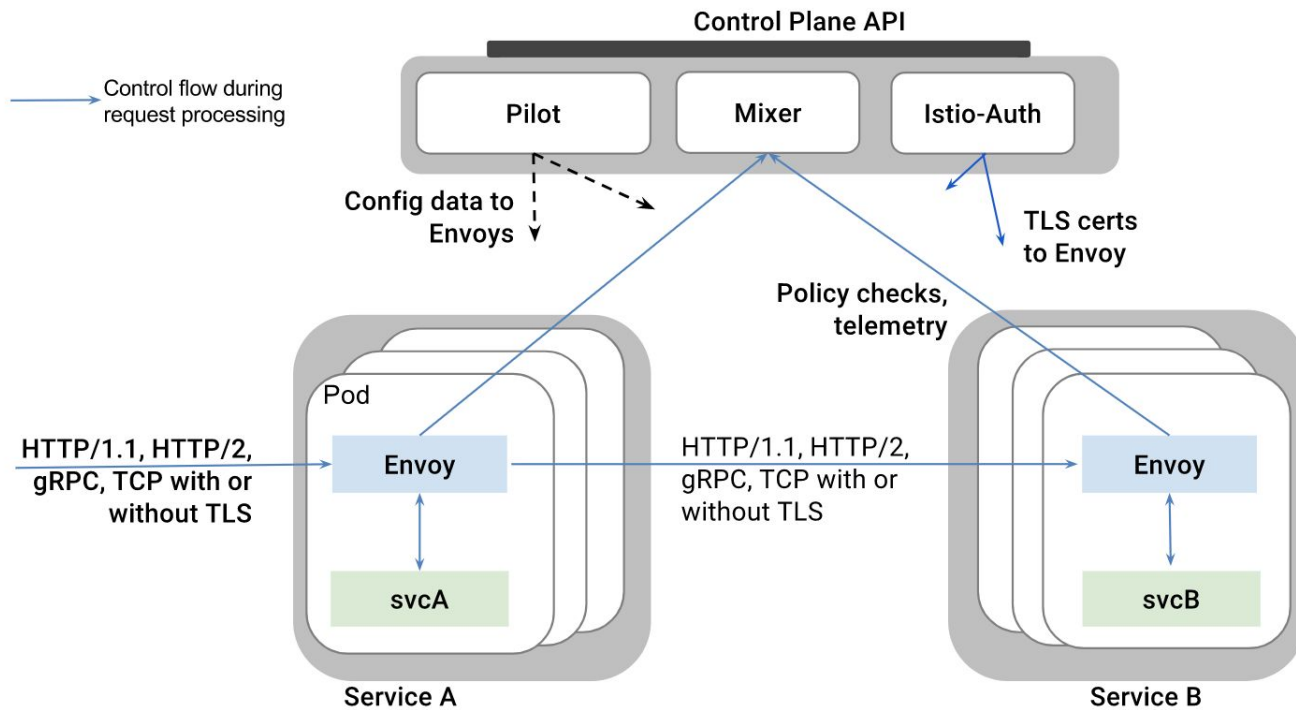 Control Plane API
Control flow during
request processing
Pilot
Mixer
Istio-Auth
Config data to
Envoys
TLS certs
to Envoy
Policy checks,
telemetry
Pod
HTTP/1.1, HTTP/2,
gRPC, TCP with or
without TLS
Envoy
HTTP/1.1, HTTP/2,
gRPC, TCP with or
without TLS
Envoy
svcA
svcB
Service A
Service B